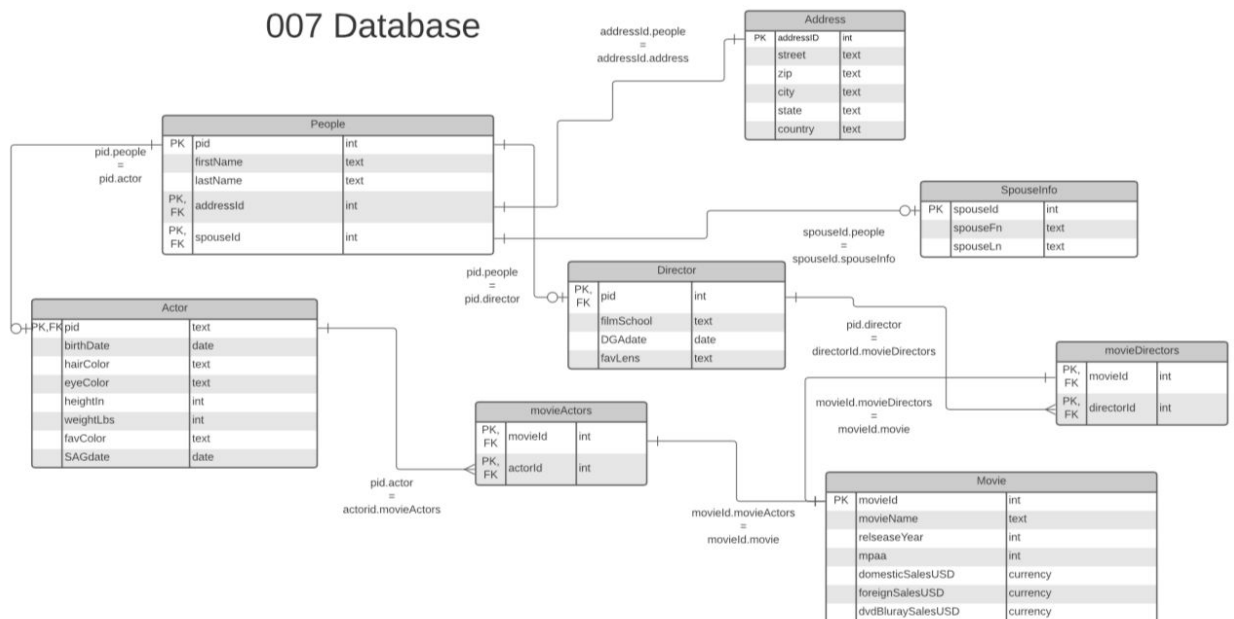 007 Database
addressId.people
=
addressId.address
Address
PK addressID int
street text
zip text
city text
state text
country text
People
PK pid int
firstName text
lastName text
PK, FK addressId int
PK, FK spouseId int
pid.people
=
pid.actor
SpouseInfo
PK spouseId int
spouseFn text
spouseLn text
spouseId.people
=
spouseId.spouseInfo
pid.people
=
pid.director
Director
PK, FK pid int
filmSchool text
DGAdate date
favLens text
Actor
PK,FK pid text
birthDate date
hairColor text
eyeColor text
heightIn int
weightLbs int
favColor text
SAGdate date
pid.director
=
directorId.movieDirectors
movieDirectors
PK, FK movieId int
PK, FK directorId int
movieActors
PK, FK movieId int
PK, FK actorId int
movieId.movieDirectors
=
movieId.movie
pid.actor
=
actorid.movieActors
movieId.movieActors
=
movieId.movie
Movie
PK movieId int
movieName text
relseaseYear int
mpaa int
domesticSalesUSD currency
foreignSalesUSD currency
dvdBluraySalesUSD currency